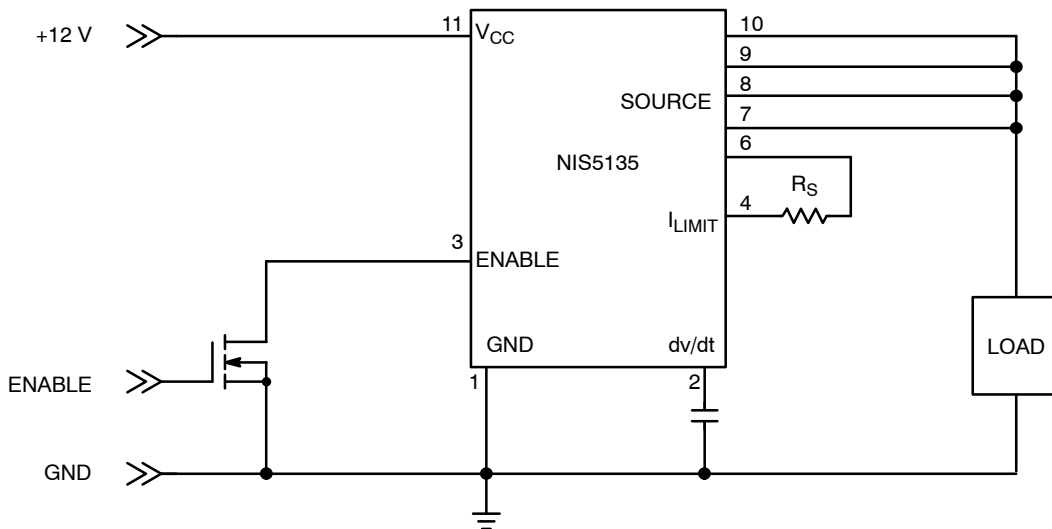 +12 V
11
V_CC
10
9
8
SOURCE
7
6
NIS5135
R_S
4
I_LIMIT
3
ENABLE
GND
dv/dt
LOAD
ENABLE
1
2
GND